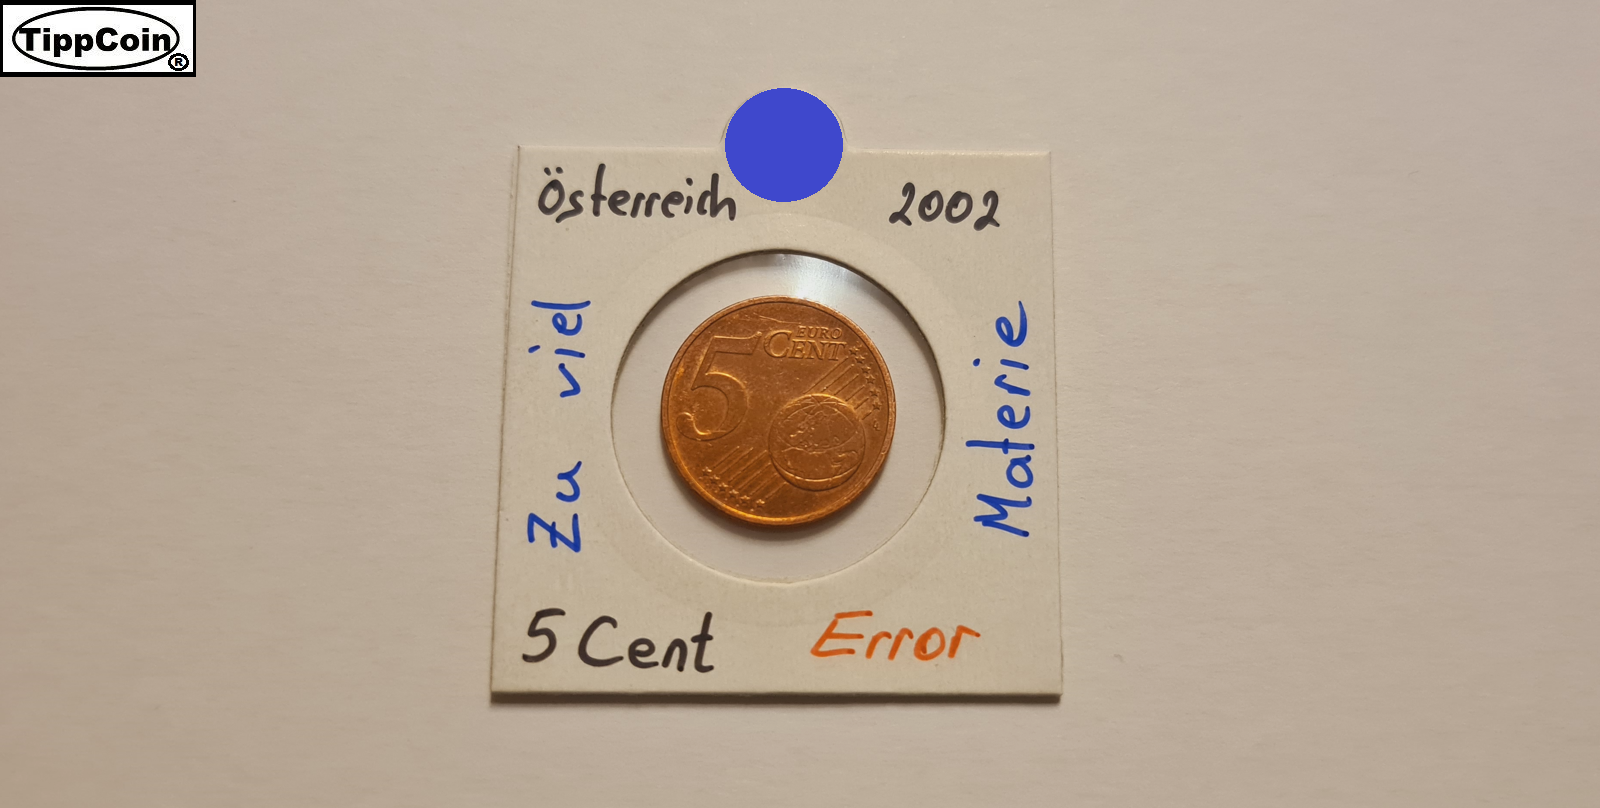 TippCoin
®
Österreich 2002
Zu viel
Materie
5 EURO
CENT
5 Cent Error